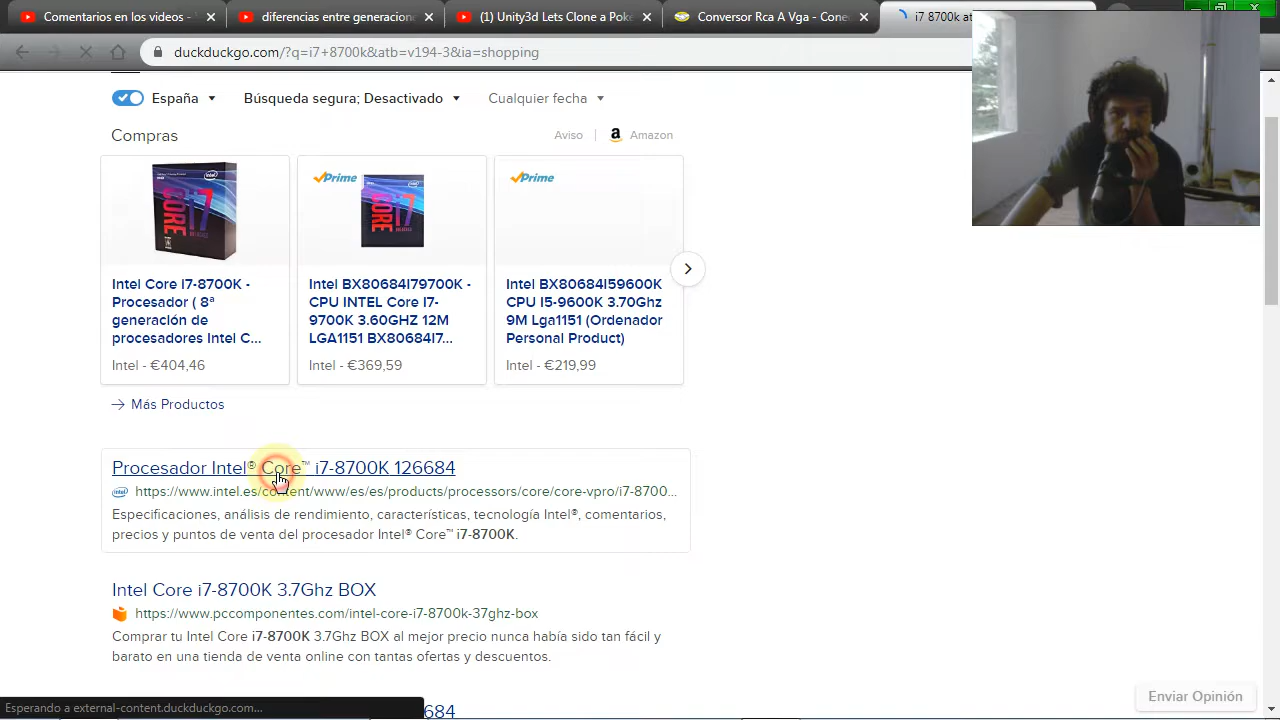 Comentarios en los videos -
diferencias entre generacione
(1) Unity3d Lets Clone a Poke
Conversor Rca A Vga - Cone
i7 8700k at
duckduckgo.com/?q=i7+8700k&atb=v194-3&ia=shopping
España
Búsqueda segura; Desactivado
Cualquier fecha
Compras
Aviso
a Amazon
Prime
Prime
Intel Core i7-8700K -
Procesador ( 8ª
generación de
procesadores Intel C...
Intel - €404,46
Intel BX80684I79700K -
CPU INTEL Core I7-
9700K 3.60GHZ 12M
LGA1151 BX80684I7...
Intel - €369,59
Intel BX80684I59600K
CPU I5-9600K 3.70Ghz
9M Lga1151 (Ordenador
Personal Product)
Intel - €219,99
Más Productos
Procesador Intel® Core™ i7-8700K 126684
https://www.intel.es/content/www/es/es/products/processors/core/core-vpro/i7-8700...
Especificaciones, análisis de rendimiento, características, tecnología Intel®, comentarios,
precios y puntos de venta del procesador Intel® Core™ i7-8700K.
Intel Core i7-8700K 3.7Ghz BOX
https://www.pccomponentes.com/intel-core-i7-8700k-37ghz-box
Comprar tu Intel Core i7-8700K 3.7Ghz BOX al mejor precio nunca había sido tan fácil y
barato en una tienda de venta online con tantas ofertas y descuentos.
Enviar Opinión
Esperando a external-content.duckduckgo.com...
684